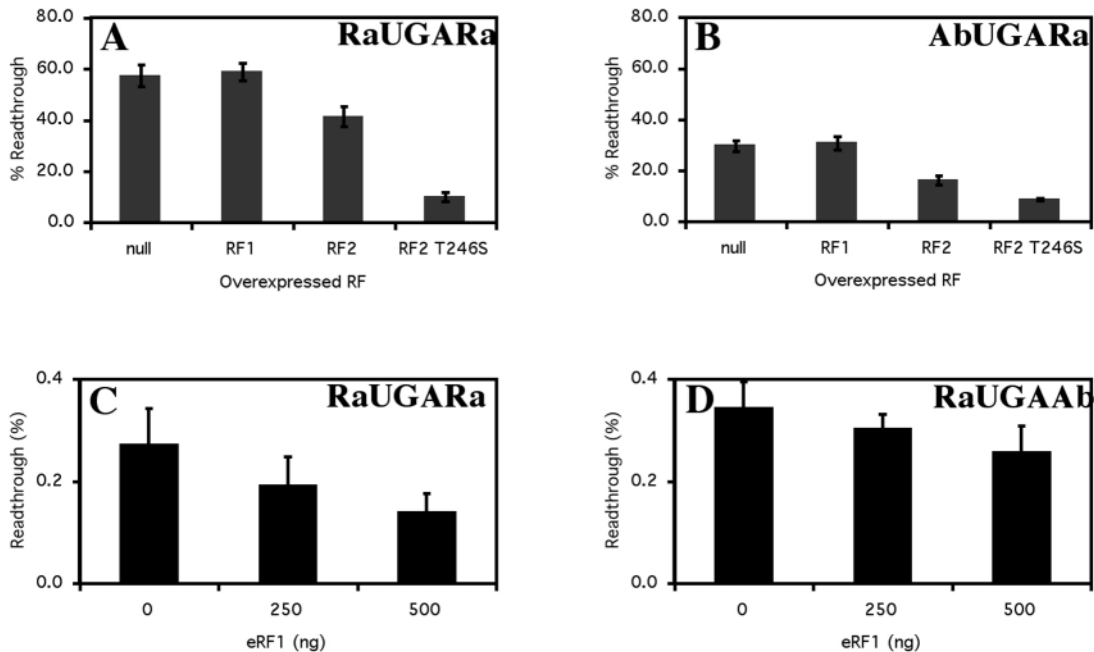 A
RaUGARa
% Readthrough
80.0
60.0
40.0
20.0
0.0
null RF1 RF2 RF2 T246S
Overexpressed RF
B
AbUGARa
% Readthrough
80.0
60.0
40.0
20.0
0.0
null RF1 RF2 RF2 T246S
Overexpressed RF
C
RaUGARa
Readthrough (%)
0.4
0.2
0.0
0 250 500
eRF1 (ng)
D
RaUGAAb
Readthrough (%)
0.4
0.2
0.0
0 250 500
eRF1 (ng)